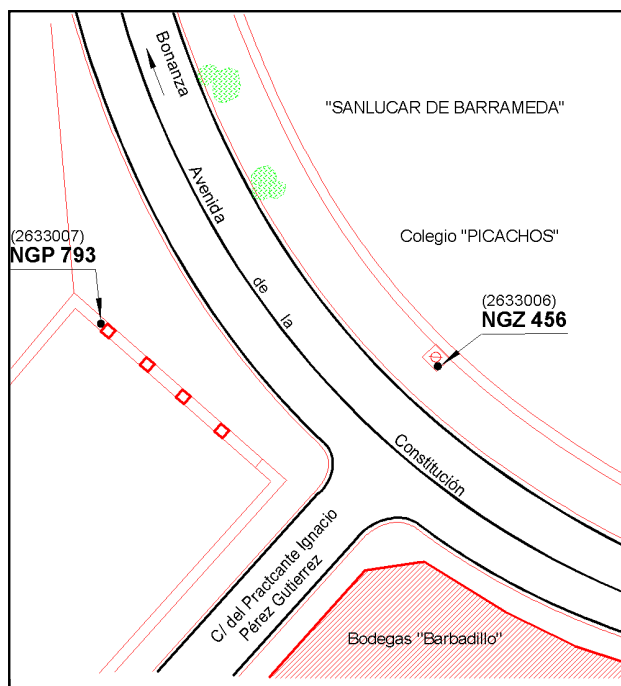 Bonanza
"SANLUCAR DE BARRAMEDA"
Avenida
de
la
Constitución
Colegio "PICACHOS"
(2633007)
NGP 793
(2633006)
NGZ 456
C/ del Practcante Ignacio
Pérez Gutierrez
Bodegas "Barbadillo"